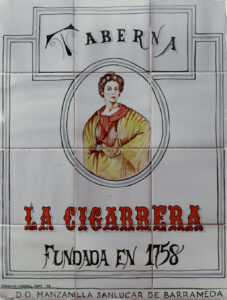 TABERNA
LA CIGARRERA
FUNDADA EN 1758
D.O. MANZANILLA SANLUCAR DE BARRAMEDA